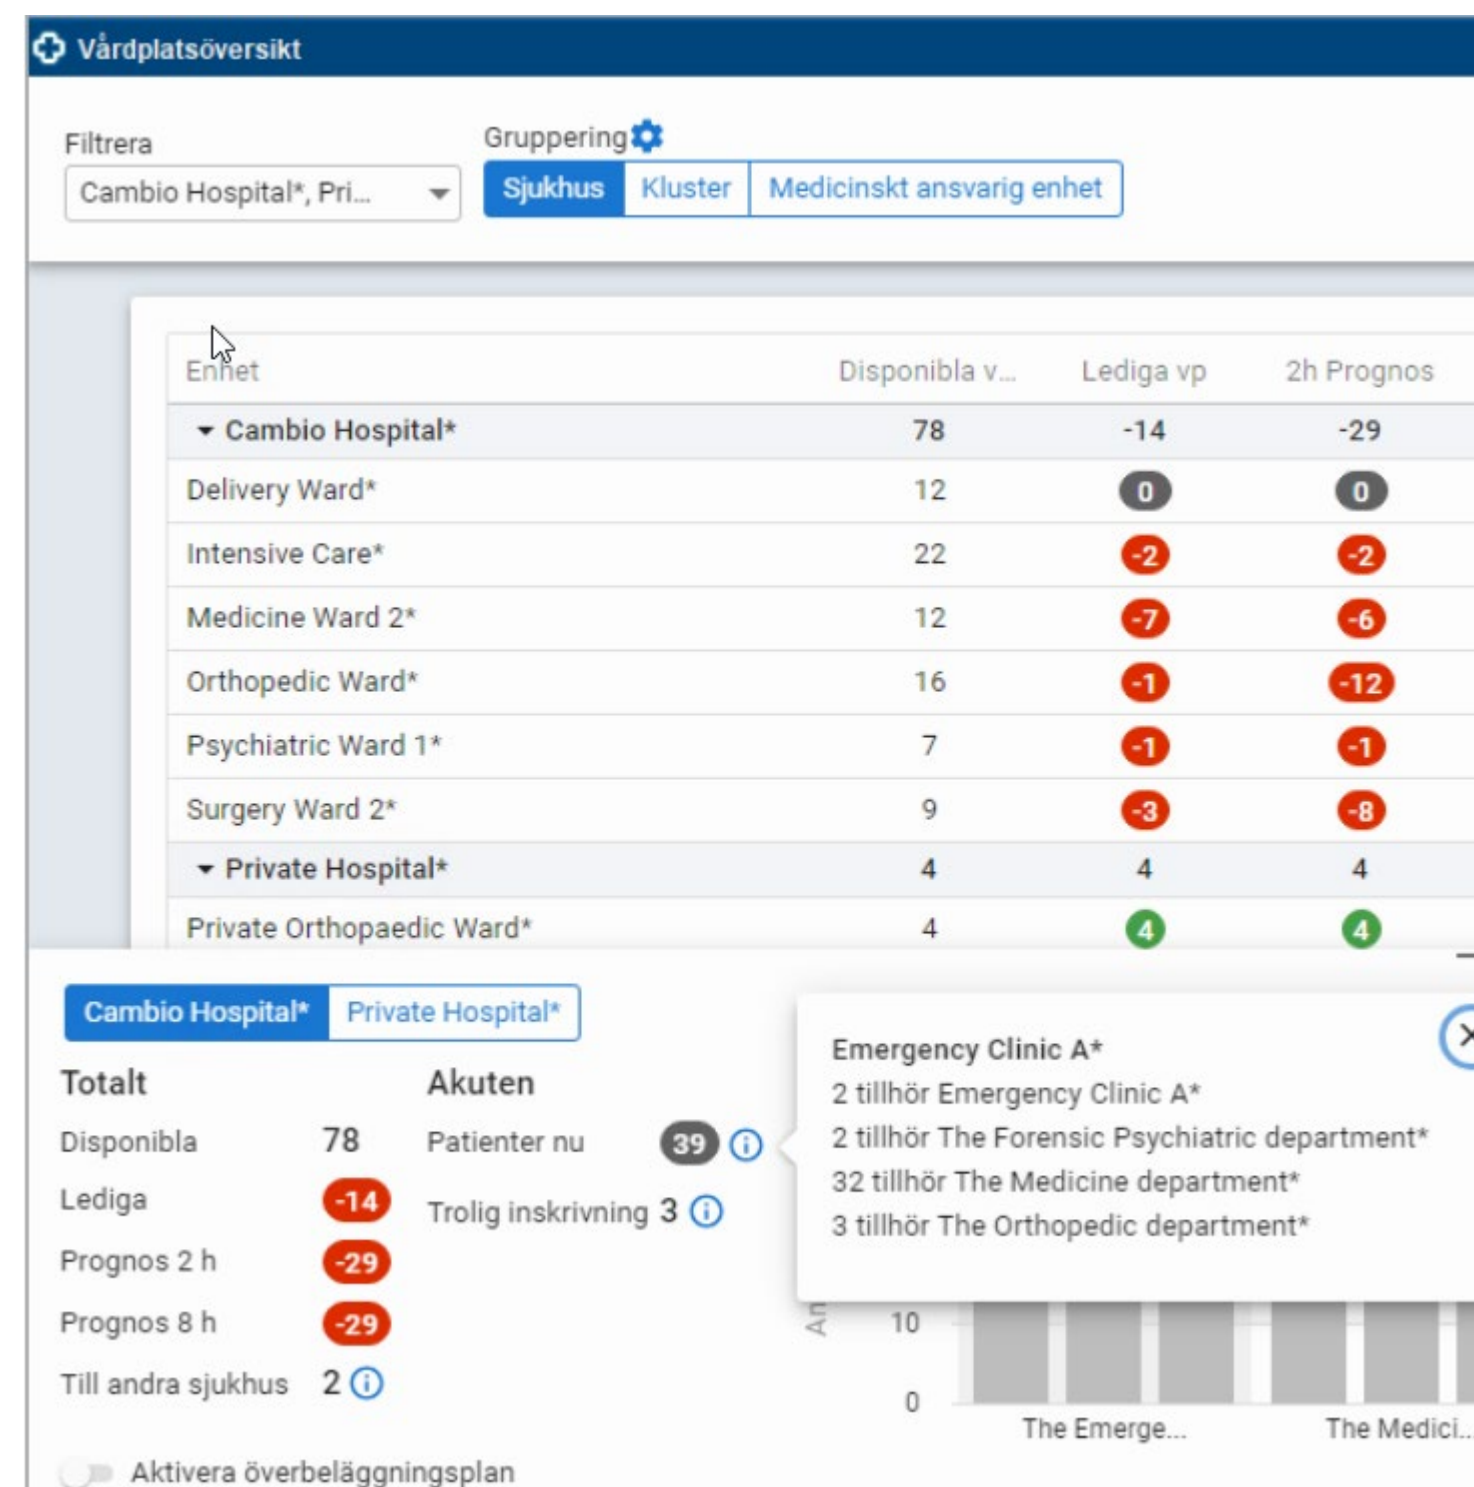 Vårdplatsöversikt
Filtrera
Gruppering
Cambio Hospital*, Pri...
Sjukhus Kluster Medicinskt ansvarig enhet
Enhet Disponibla v... Lediga vp 2h Prognos
Cambio Hospital* 78 -14 -29
Delivery Ward* 12 0 0
Intensive Care* 22 -2 -2
Medicine Ward 2* 12 -7 -6
Orthopedic Ward* 16 -1 -12
Psychiatric Ward 1* 7 -1 -1
Surgery Ward 2* 9 -3 -8
Private Hospital* 4 4 4
Private Orthopaedic Ward* 4 4 4
Cambio Hospital* Private Hospital*
Totalt
Disponibla 78
Lediga -14
Prognos 2 h -29
Prognos 8 h -29
Till andra sjukhus 2
Aktivera överbeläggningsplan
Akuten
Patienter nu 39
Trolig inskrivning 3
Emergency Clinic A*
2 tillhör Emergency Clinic A*
2 tillhör The Forensic Psychiatric department*
32 tillhör The Medicine department*
3 tillhör The Orthopedic department*
10
0
The Emerge... The Medici...